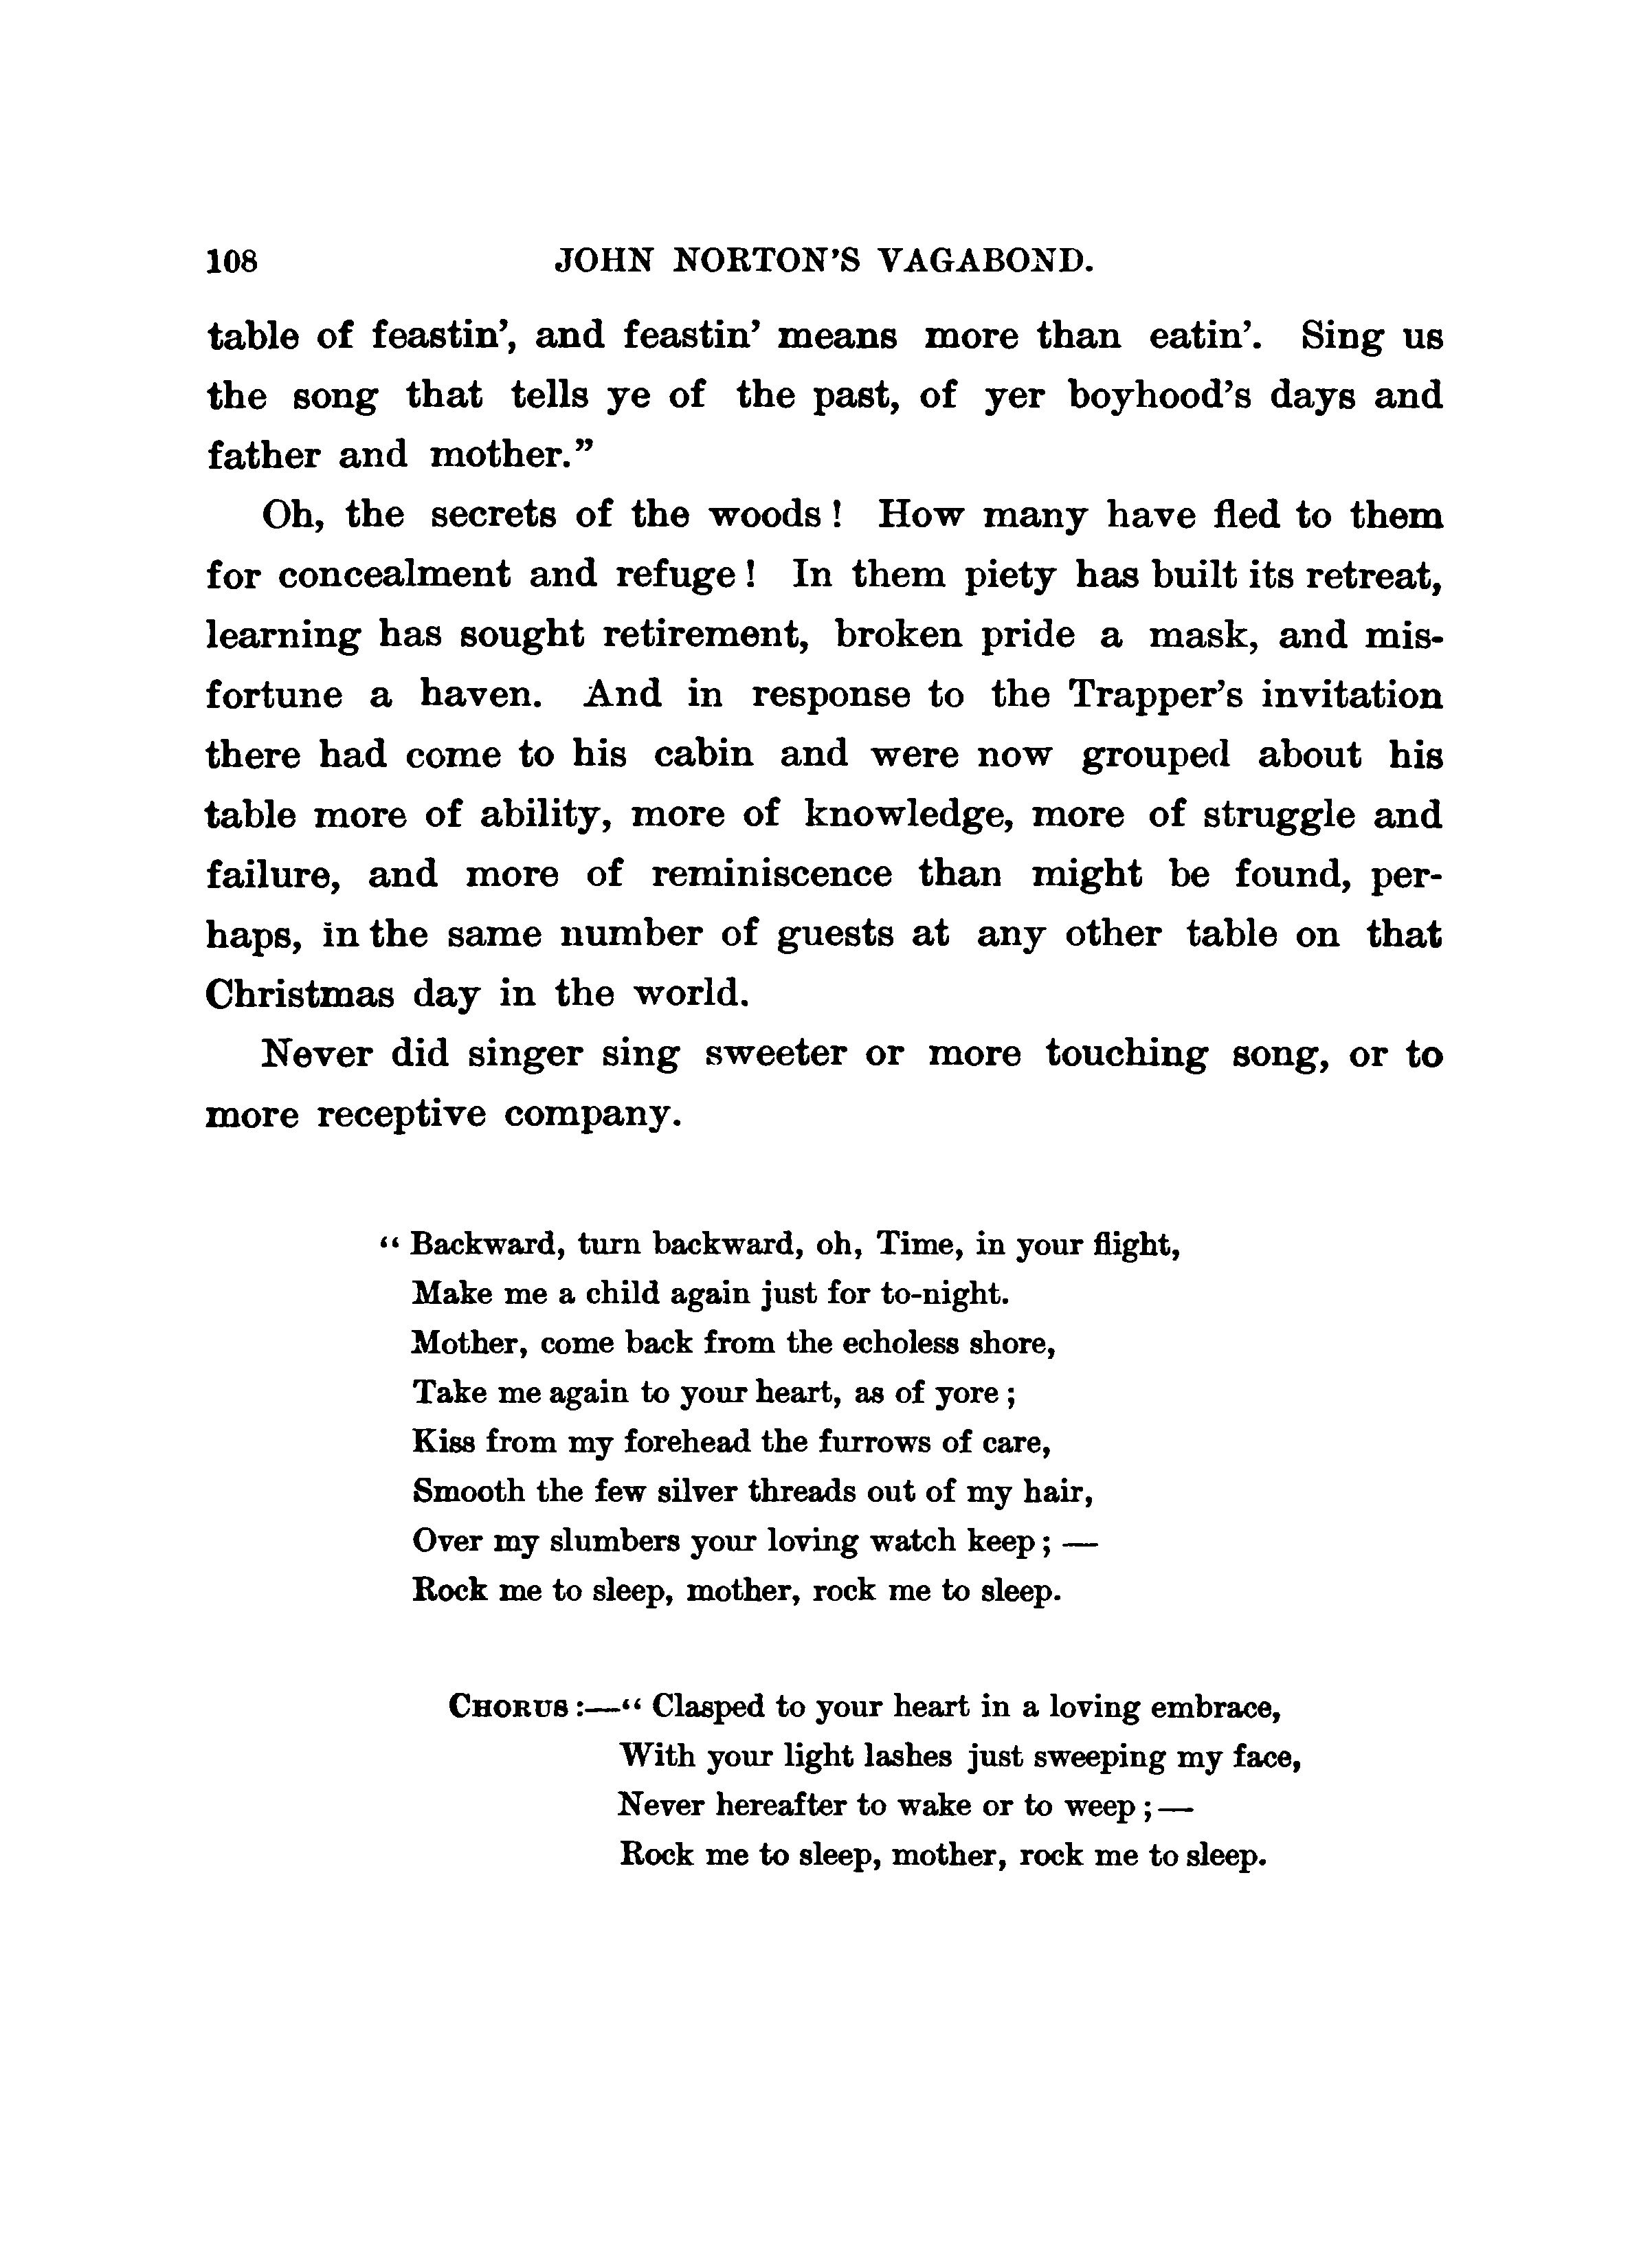 108 JOHN NORTON'S VAGABOND.
table of feastin', and feastin' means more than eatin'. Sing us
the song that tells ye of the past, of yer boyhood's days and
father and mother.”
Oh, the secrets of the woods! How many have fled to them
for concealment and refuge! In them piety has built its retreat,
learning has sought retirement, broken pride a mask, and mis-
fortune a haven. And in response to the Trapper's invitation
there had come to his cabin and were now grouped about his
table more of ability, more of knowledge, more of struggle and
failure, and more of reminiscence than might be found, per-
haps, in the same number of guests at any other table on that
Christmas day in the world.
Never did singer sing sweeter or more touching song, or to
more receptive company.
“Backward, turn backward, oh, Time, in your flight,
Make me a child again just for to-night.
Mother, come back from the echoless shore,
Take me again to your heart, as of yore;
Kiss from my forehead the furrows of care,
Smooth the few silver threads out of my hair,
Over my slumbers your loving watch keep;—
Rock me to sleep, mother, rock me to sleep.
CHORUS:—“Clasped to your heart in a loving embrace,
With your light lashes just sweeping my face,
Never hereafter to wake or to weep;—
Rock me to sleep, mother, rock me to sleep.